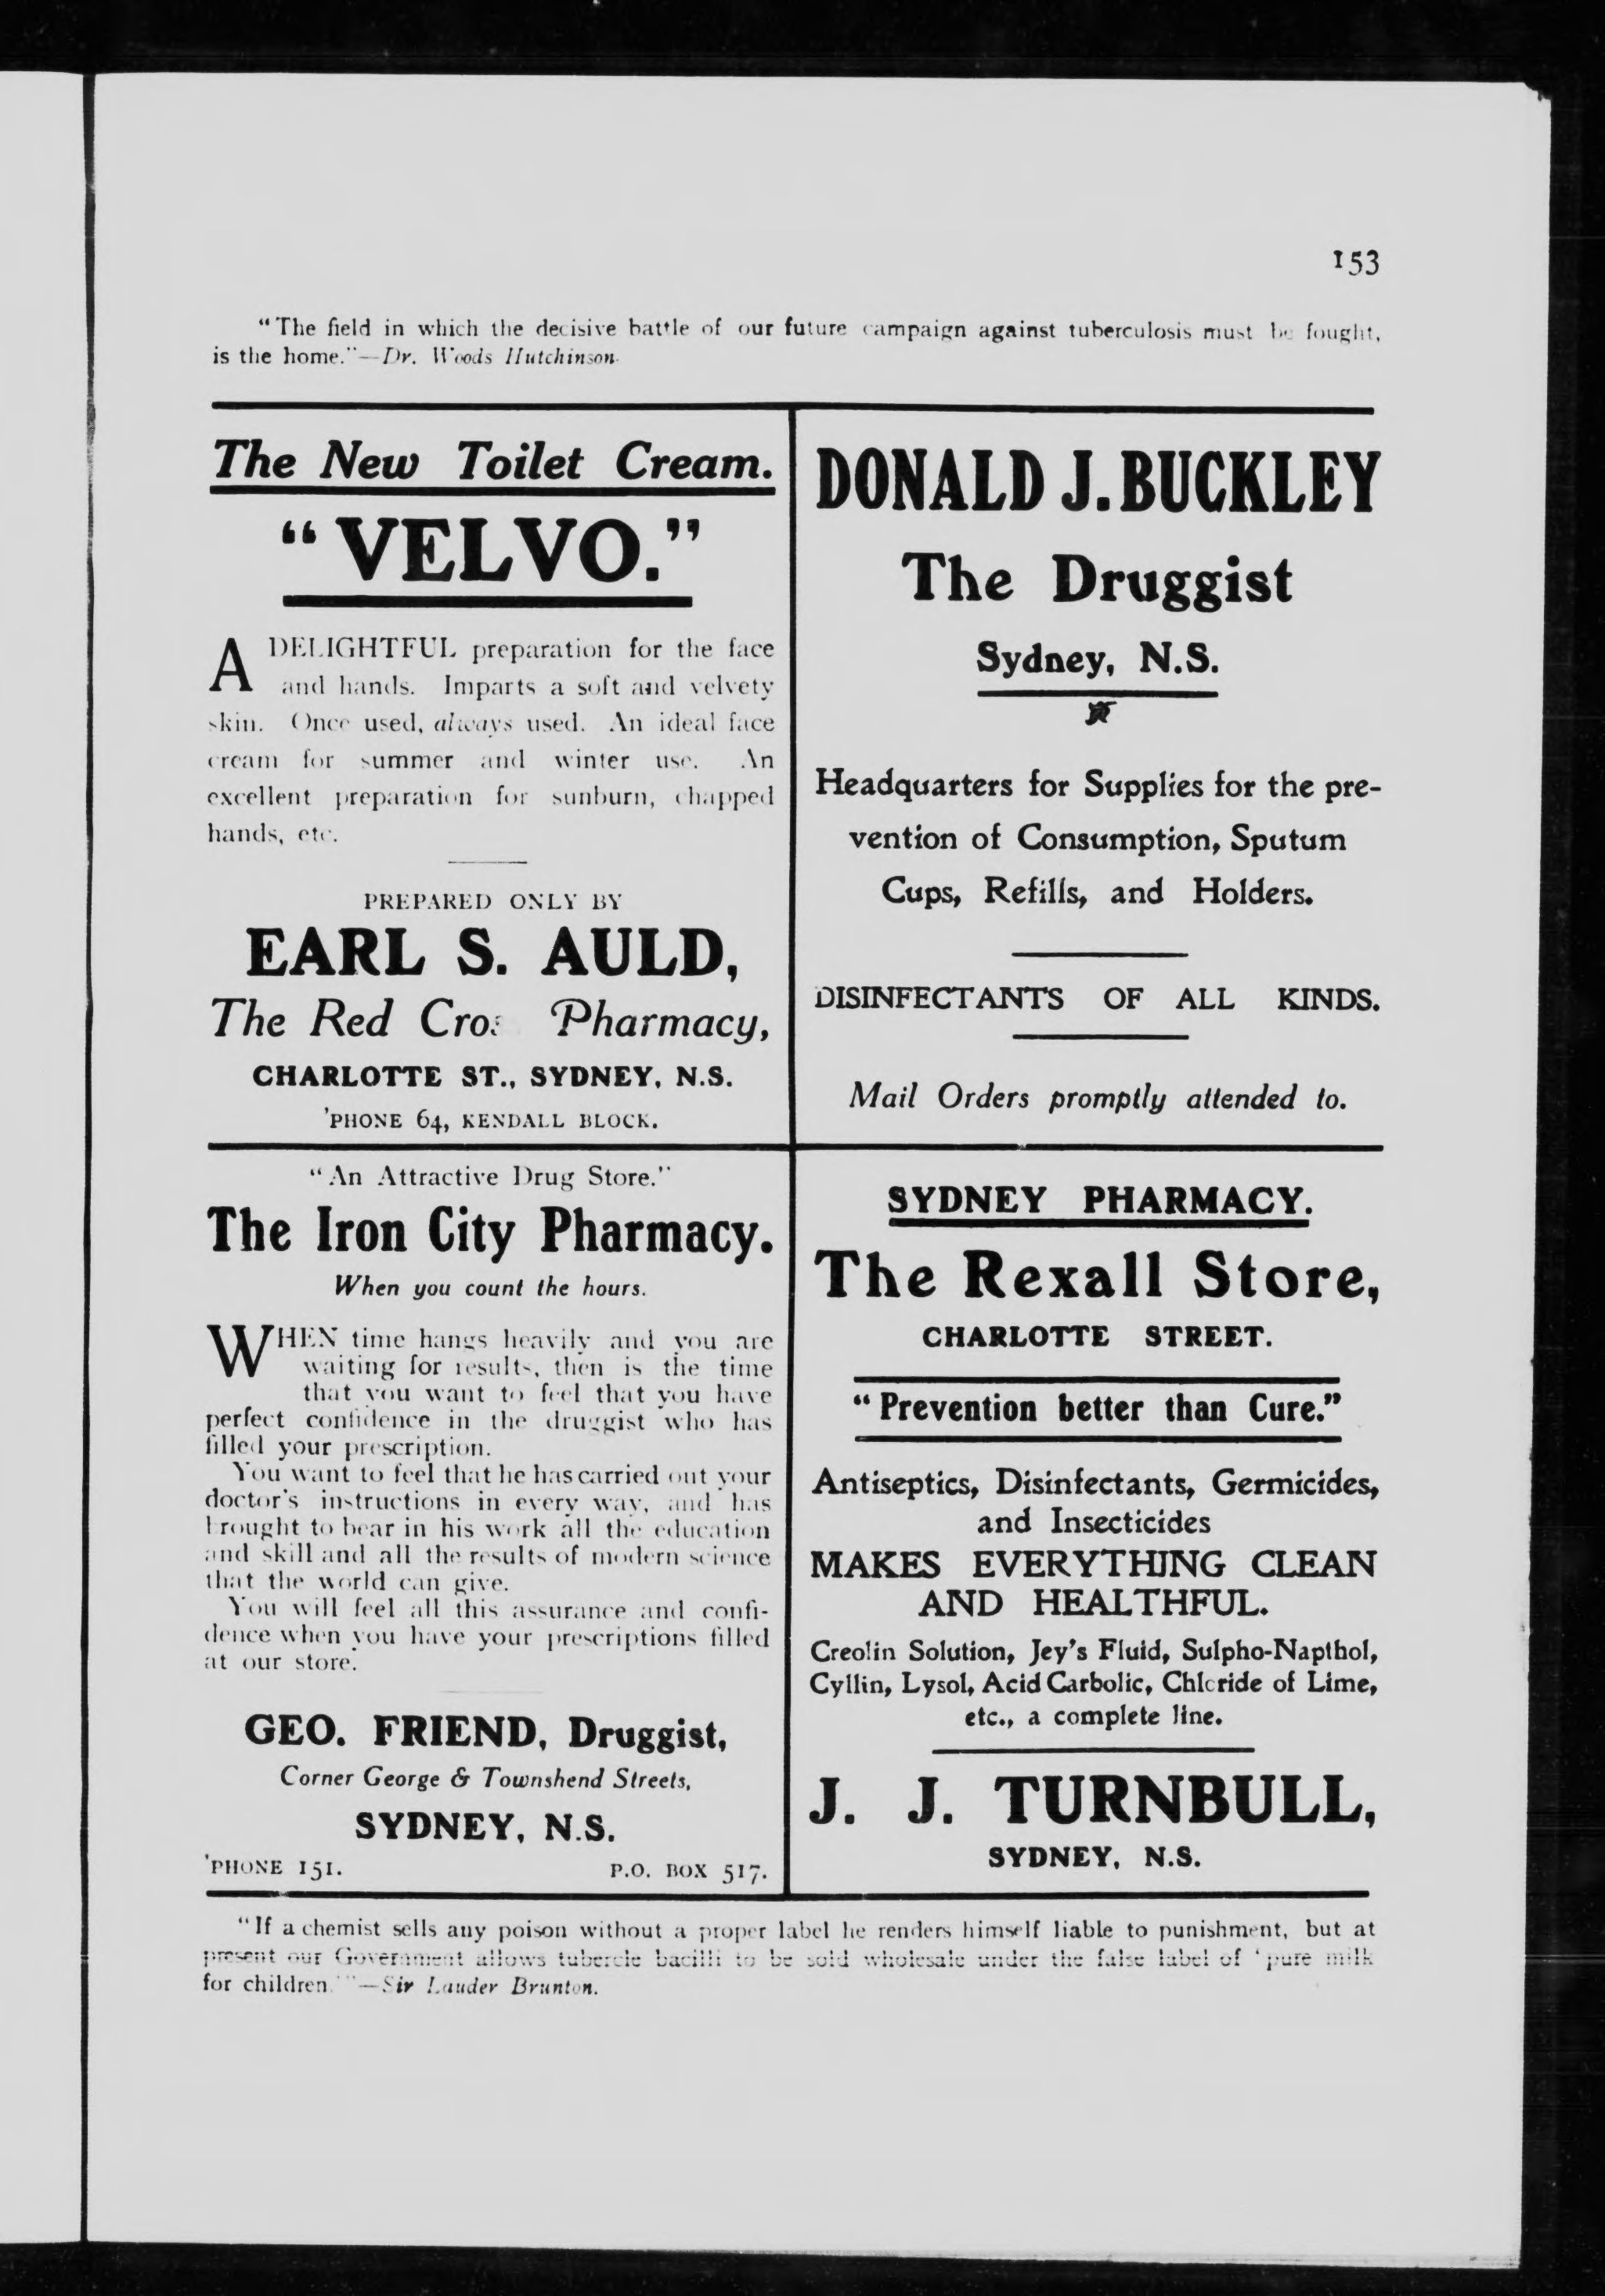 153
"The field in which the decisive battle of our future campaign against tuberculosis must be fought,
is the home."—Dr. Woods Hutchinson.
The New Toilet Cream.
"VELVO."
A DELIGHTFUL preparation for the face
and hands. Imparts a soft and velvety
skin. Once used, always used. An ideal face
cream for summer and winter use. An
excellent preparation for sunburn, chapped
hands, etc.
PREPARED ONLY BY
EARL S. AULD,
The Red Cros Pharmacy,
CHARLOTTE ST., SYDNEY, N.S.
'PHONE 64, KENDALL BLOCK.
DONALD J. BUCKLEY
The Druggist
Sydney, N.S.
Headquarters for Supplies for the pre-
vention of Consumption, Sputum
Cups, Refills, and Holders.
DISINFECTANTS OF ALL KINDS.
Mail Orders promptly attended to.
"An Attractive Drug Store."
The Iron City Pharmacy.
When you count the hours.
WHEN time hangs heavily and you are
waiting for results, then is the time
that you want to feel that you have
perfect confidence in the druggist who has
filled your prescription.
You want to feel that he has carried out your
doctor's instructions in every way, and has
brought to bear in his work all the education
and skill and all the results of modern science
that the world can give.
You will feel all this assurance and confi-
dence when you have your prescriptions filled
at our store.
GEO. FRIEND, Druggist,
Corner George & Townshend Streets,
SYDNEY, N.S.
'PHONE 151. P.O. BOX 517.
SYDNEY PHARMACY.
The Rexall Store,
CHARLOTTE STREET.
"Prevention better than Cure."
Antiseptics, Disinfectants, Germicides,
and Insecticides
MAKES EVERYTHING CLEAN
AND HEALTHFUL.
Creolin Solution, Jey's Fluid, Sulpho-Napthol,
Cyllin, Lysol, Acid Carbolic, Chloride of Lime,
etc., a complete line.
J. J. TURNBULL,
SYDNEY, N.S.
"If a chemist sells any poison without a proper label he renders himself liable to punishment, but at
present our Government allows tubercle bacilli to be sold wholesale under the false label of 'pure milk
for children.'"—Sir Lauder Brunton.